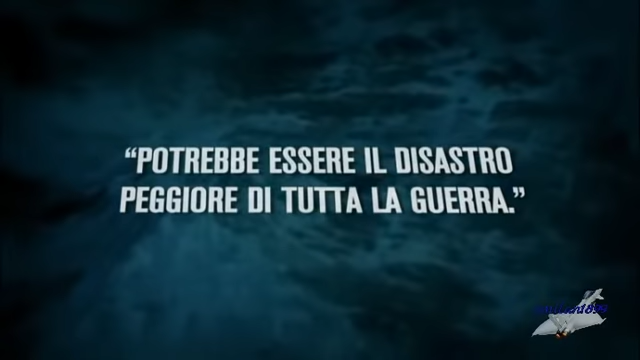 “POTREBBE ESSERE IL DISASTRO
PEGGIORE DI TUTTA LA GUERRA.”